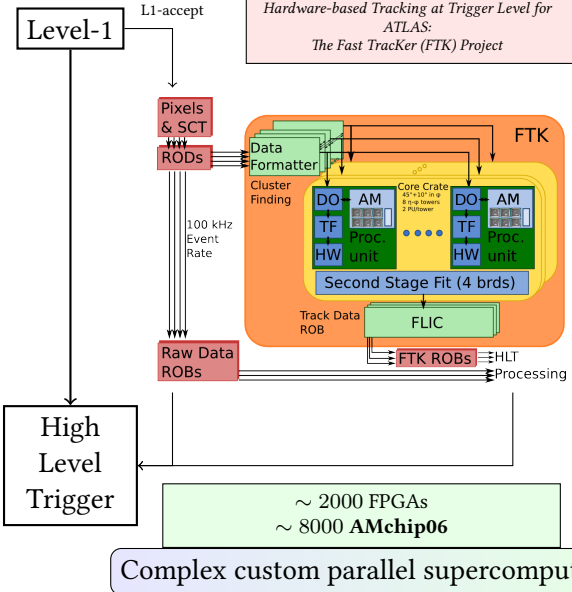 L1-accept
Level-1
Hardware-based Tracking at Trigger Level for
ATLAS:
The Fast TracKer (FTK) Project
Pixels
& SCT
RODs
Data
Formatter
Cluster
Finding
FTK
Core Crate
45°+10° in φ
8 η-φ towers
2 PU/tower
DO
AM
TF
Proc.
HW
unit
DO
AM
TF
Proc.
HW
unit
100 kHz
Event
Rate
Second Stage Fit (4 brds)
Track Data
ROB
FLIC
Raw Data
ROBs
FTK ROBs
HLT
Processing
High
Level
Trigger
∼ 2000 FPGAs
∼ 8000 AMchip06
Complex custom parallel supercomput